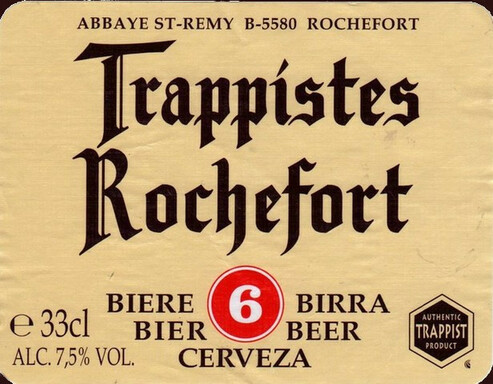 ABBAYE ST-REMY B-5580 ROCHEFORT
Trappistes
Rochefort
BIERE 6 BIRRA
BIER BEER
CERVEZA
e 33cl
ALC. 7,5% VOL.
AUTHENTIC
TRAPPIST
PRODUCT